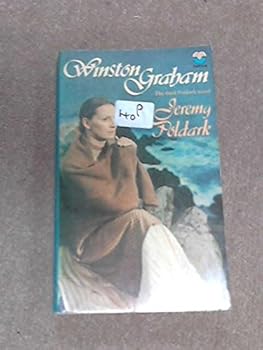 Winston
Graham
The third Poldark novel
Jeremy
Poldark
40P